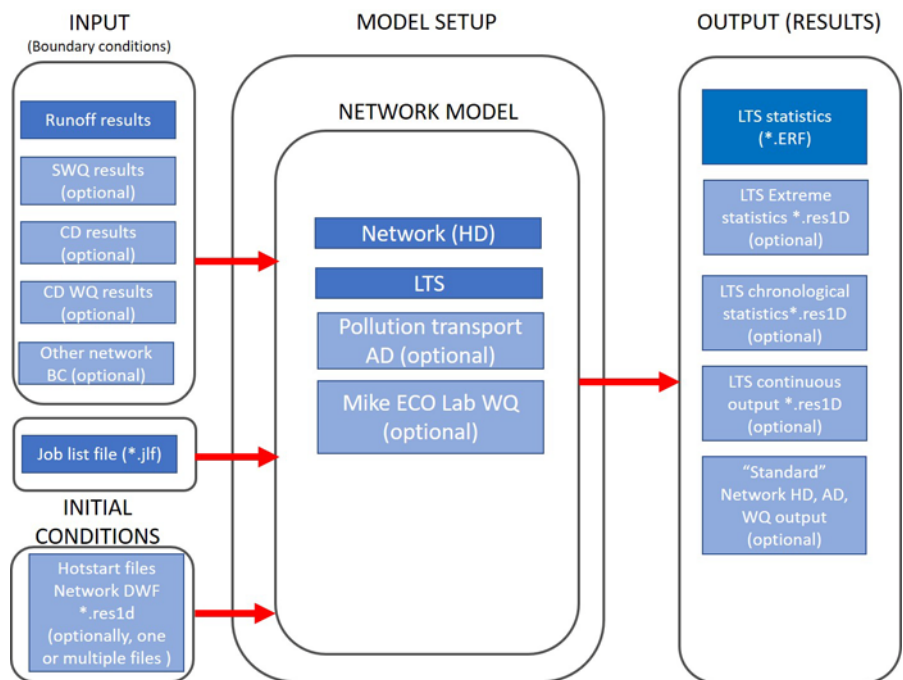 INPUT
(Boundary conditions)
Runoff results
SWQ results
(optional)
CD results
(optional)
CD WQ results
(optional)
Other network
BC (optional)
Job list file (*.jlf)
INITIAL
CONDITIONS
Hotstart files
Network DWF
*.res1d
(optionally, one
or multiple files )
MODEL SETUP
NETWORK MODEL
Network (HD)
LTS
Pollution transport
AD (optional)
Mike ECO Lab WQ
(optional)
OUTPUT (RESULTS)
LTS statistics
(*.ERF)
LTS Extreme
statistics *.res1D
(optional)
LTS chronological
statistics*.res1D
(optional)
LTS continuous
output *.res1D
(optional)
“Standard”
Network HD, AD,
WQ output
(optional)